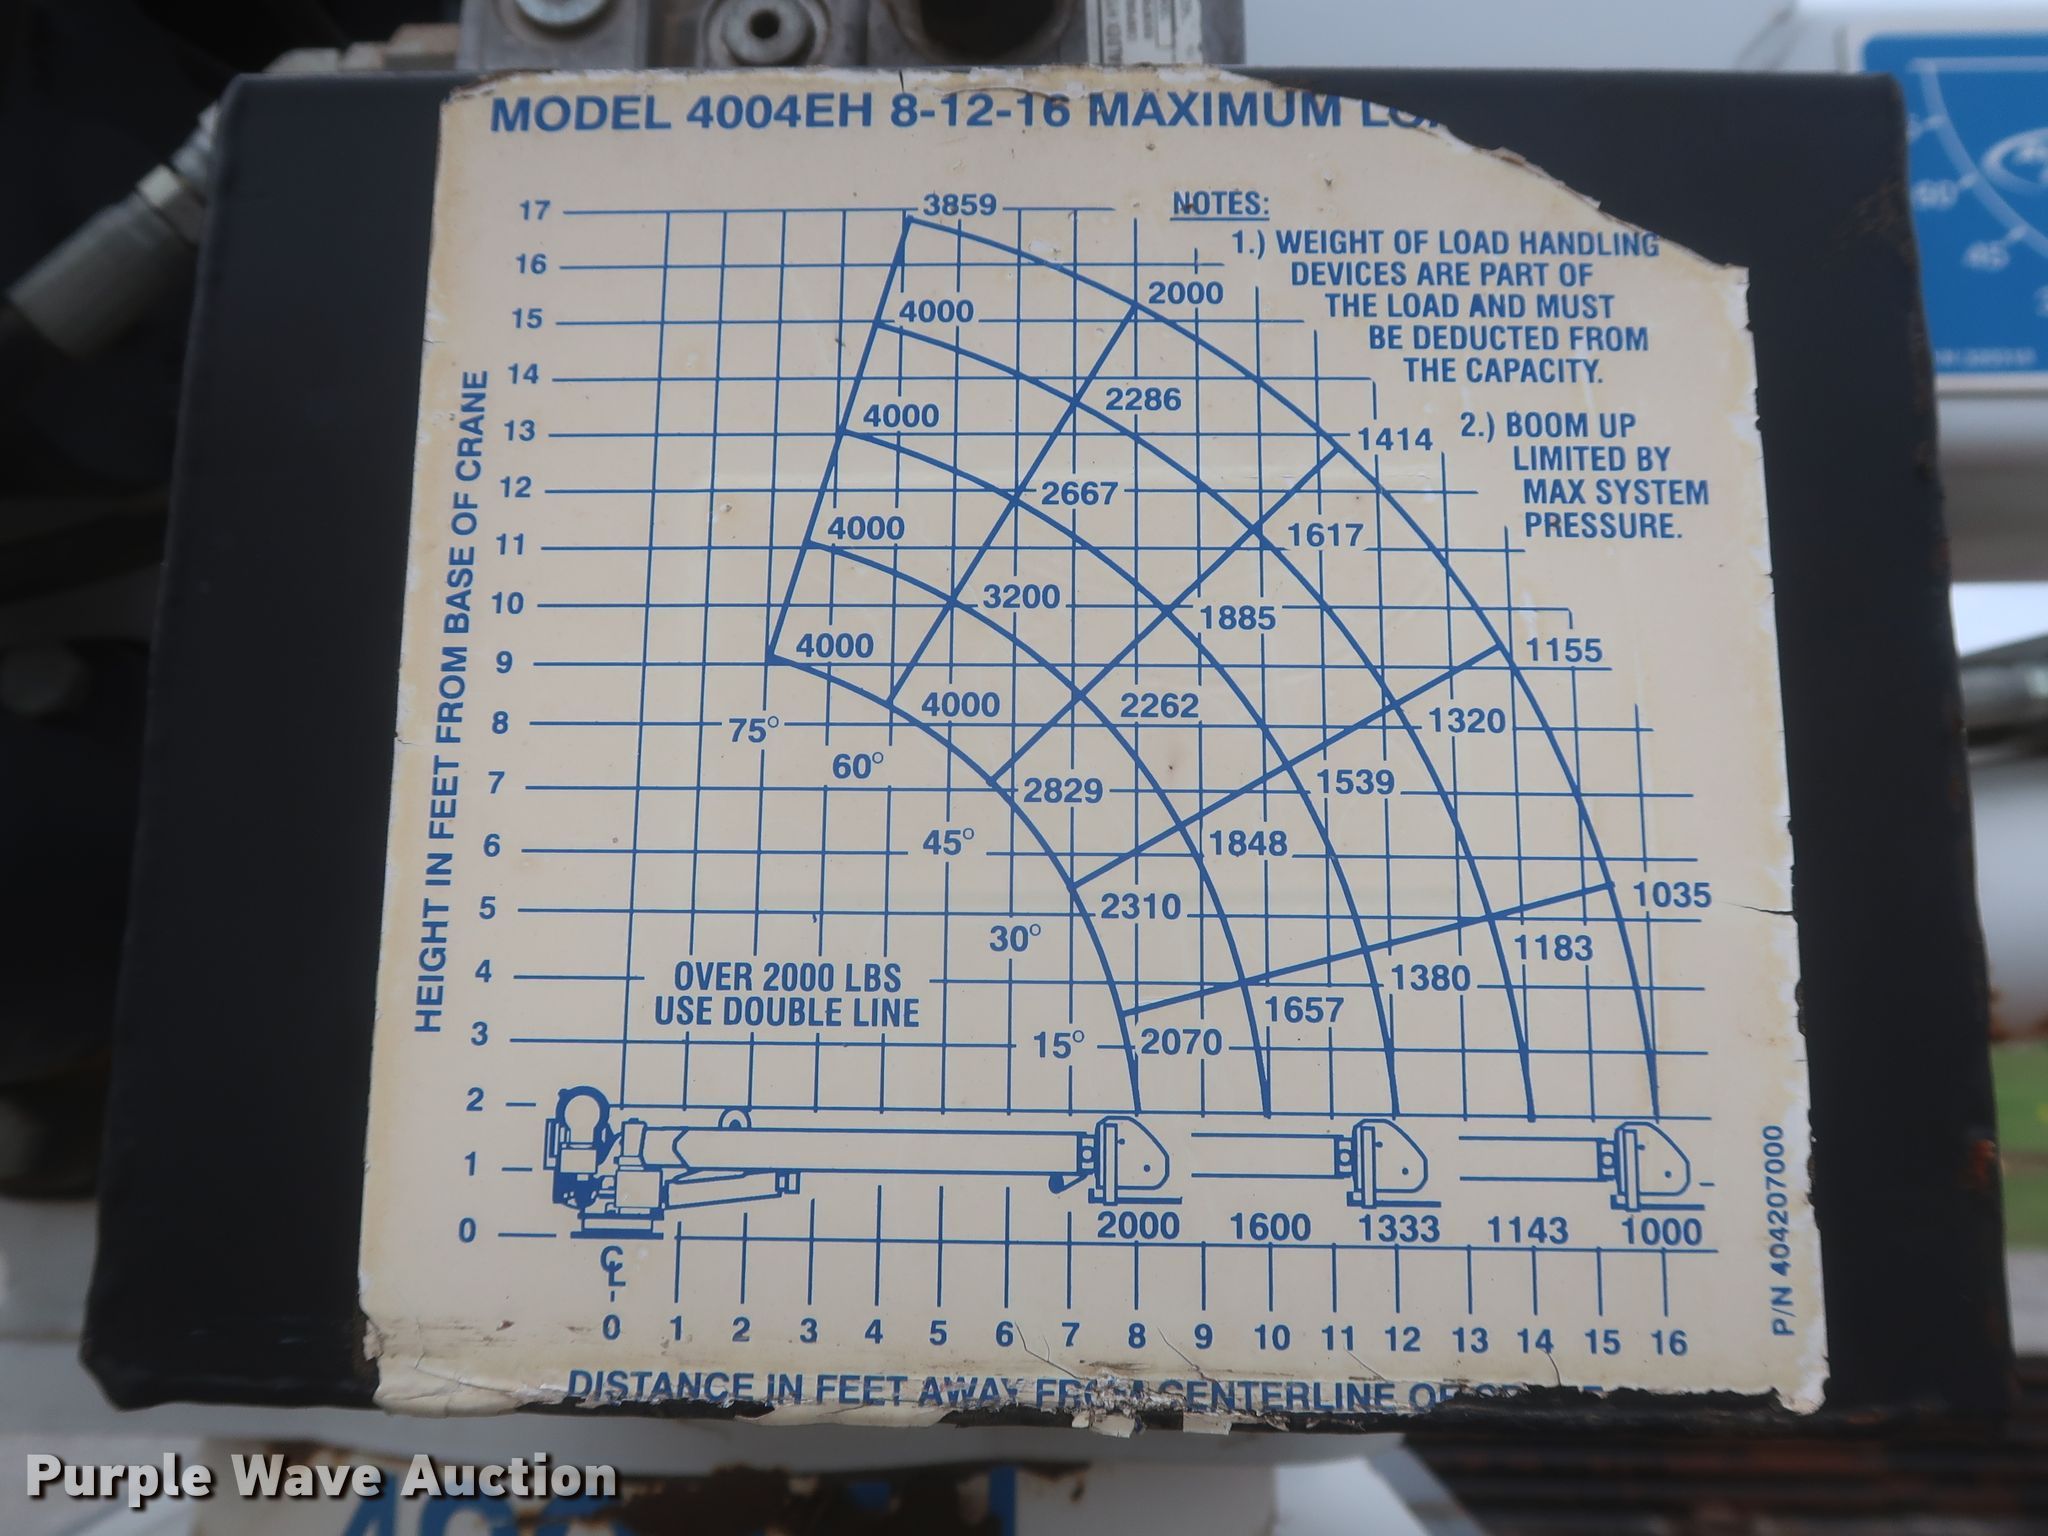 MODEL 4004EH 8-12-16 MAXIMUM
NOTES:
1.) WEIGHT OF LOAD HANDLING
DEVICES ARE PART OF
THE LOAD AND MUST
BE DEDUCTED FROM
THE CAPACITY.
2.) BOOM UP
LIMITED BY
MAX SYSTEM
PRESSURE.
HEIGHT IN FEET FROM BASE OF CRANE
17
16
15
14
13
12
11
10
9
8
7
6
5
4
3
2
1
0
3859
2000
4000
2286
4000
1414
2667
4000
1617
3200
1885
4000
1155
4000
2262
1320
75°
60°
2829
1539
45°
1848
2310
1035
30°
1183
1380
1657
15°
2070
OVER 2000 LBS
USE DOUBLE LINE
2000 1600 1333 1143 1000
CL
0 1 2 3 4 5 6 7 8 9 10 11 12 13 14 15 16
DISTANCE IN FEET AWAY FROM CENTERLINE OF
P/N 404207000
45
Purple Wave Auction